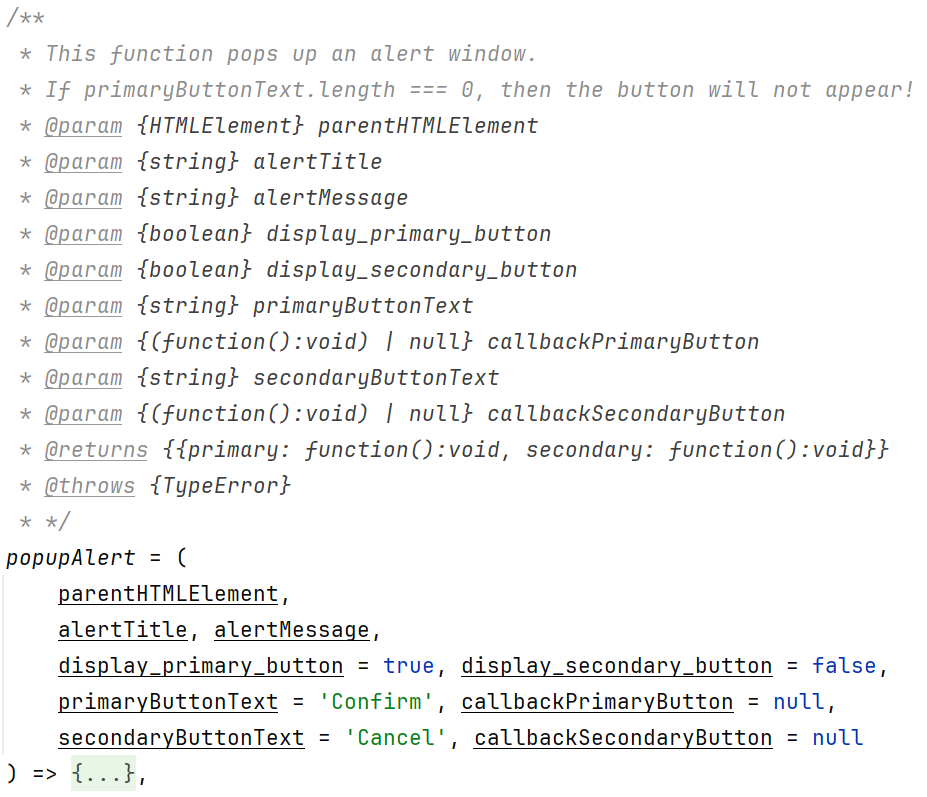 /**
* This function pops up an alert window.
* If primaryButtonText.length === 0, then the button will not appear!
* @param {HTMLElement} parentHTMLElement
* @param {string} alertTitle
* @param {string} alertMessage
* @param {boolean} display_primary_button
* @param {boolean} display_secondary_button
* @param {string} primaryButtonText
* @param {(function():void) | null} callbackPrimaryButton
* @param {string} secondaryButtonText
* @param {(function():void) | null} callbackSecondaryButton
* @returns {{primary: function():void, secondary: function():void}}
* @throws {TypeError}
* */
popupAlert = (
parentHTMLElement,
alertTitle, alertMessage,
display_primary_button = true, display_secondary_button = false,
primaryButtonText = 'Confirm', callbackPrimaryButton = null,
secondaryButtonText = 'Cancel', callbackSecondaryButton = null
) => {...},